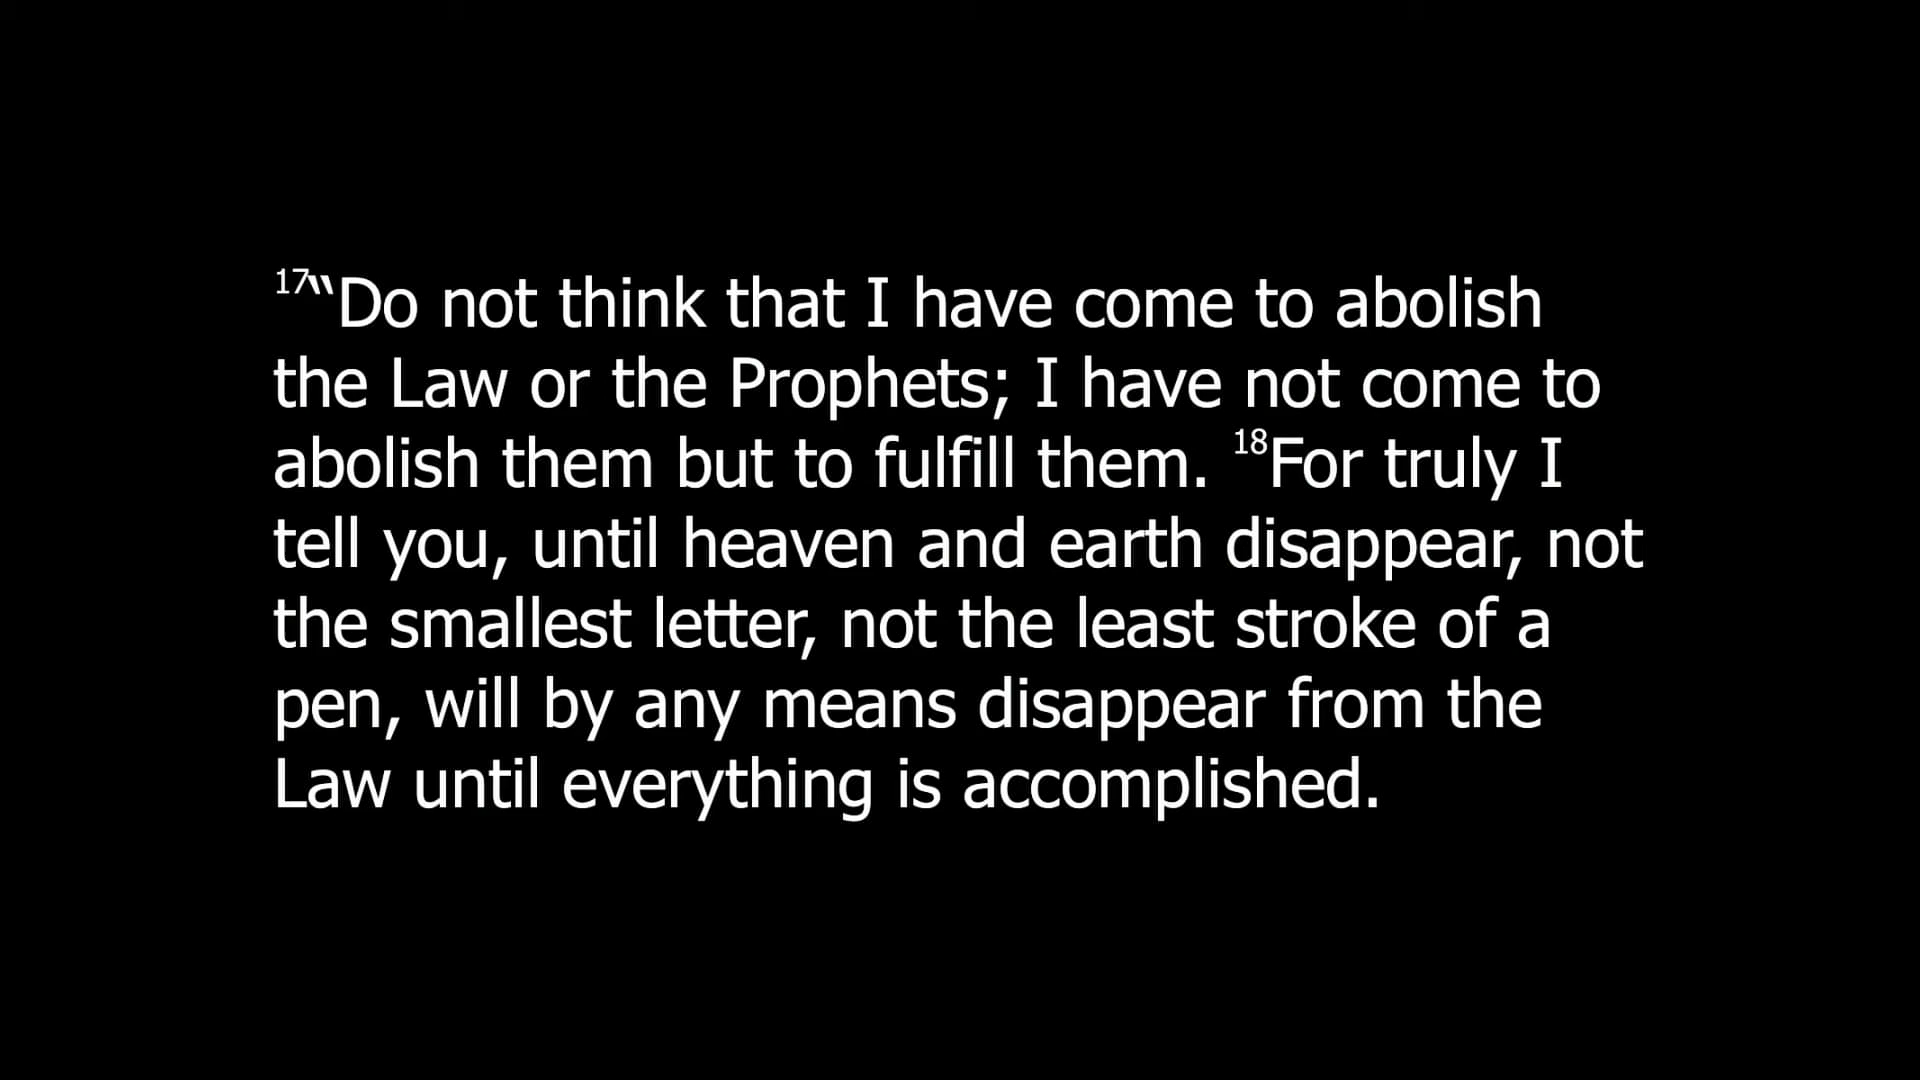 17“Do not think that I have come to abolish
the Law or the Prophets; I have not come to
abolish them but to fulfill them. 18For truly I
tell you, until heaven and earth disappear, not
the smallest letter, not the least stroke of a
pen, will by any means disappear from the
Law until everything is accomplished.